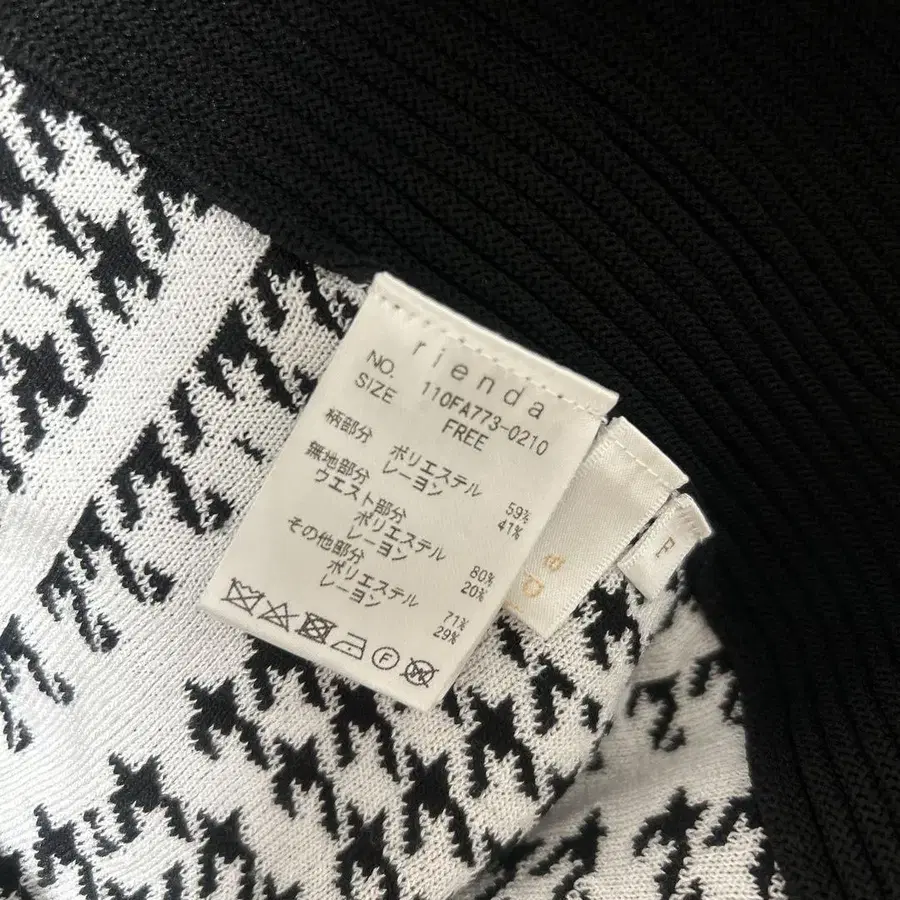 rienda
NO. 110FA773-0210
SIZE FREE
柄部分
ポリエステル 59%
レーヨン 41%
無地部分
ウエスト部分
ポリエステル 80%
レーヨン 20%
その他部分
ポリエステル 71%
レーヨン 29%
F
F